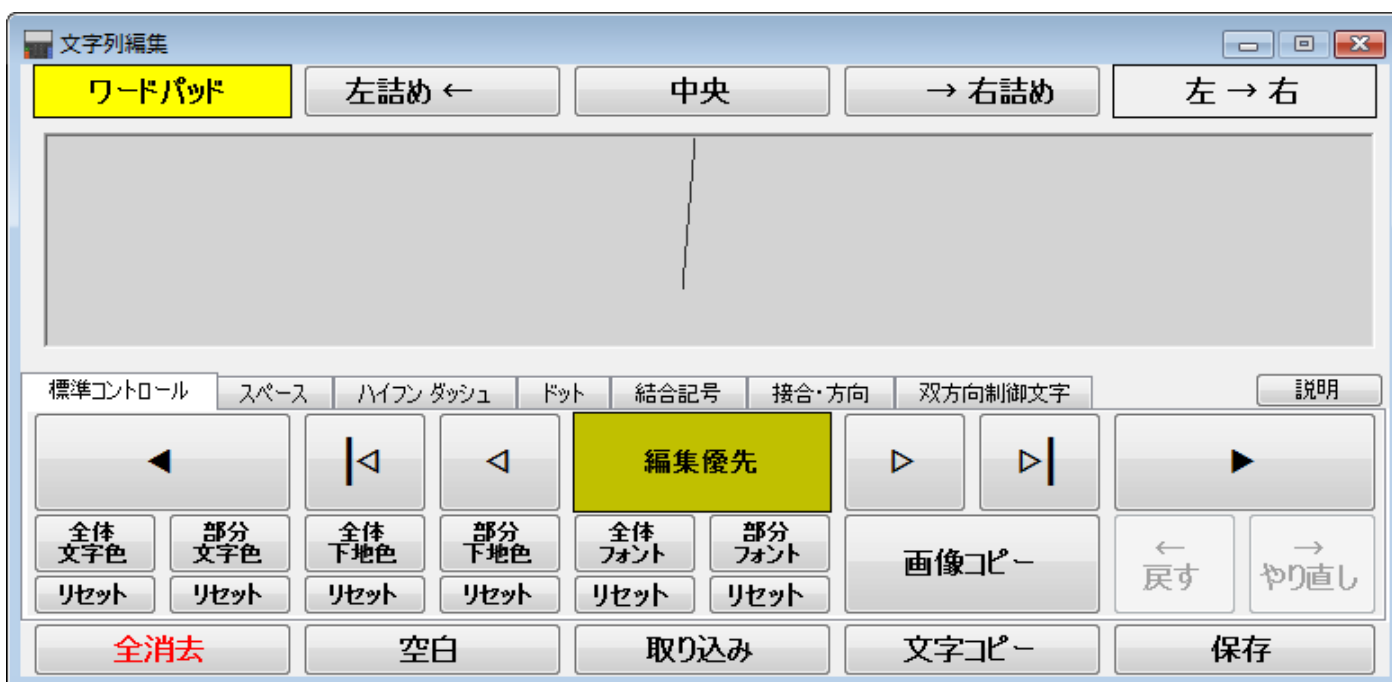 文字列編集
ワードパッド 左詰め ← 中央 → 右詰め 左 → 右
標準コントロール スペース ハイフン ダッシュ ドット 結合記号 接合・方向 双方向制御文字 説明
◀ |◁ ◁ 編集優先 ▷ ▷| ▶
全体 部分 全体 部分 全体 部分
文字色 文字色 下地色 下地色 フォント フォント 画像コピー ← 戻す → やり直し
リセット リセット リセット リセット リセット リセット
全消去 空白 取り込み 文字コピー 保存